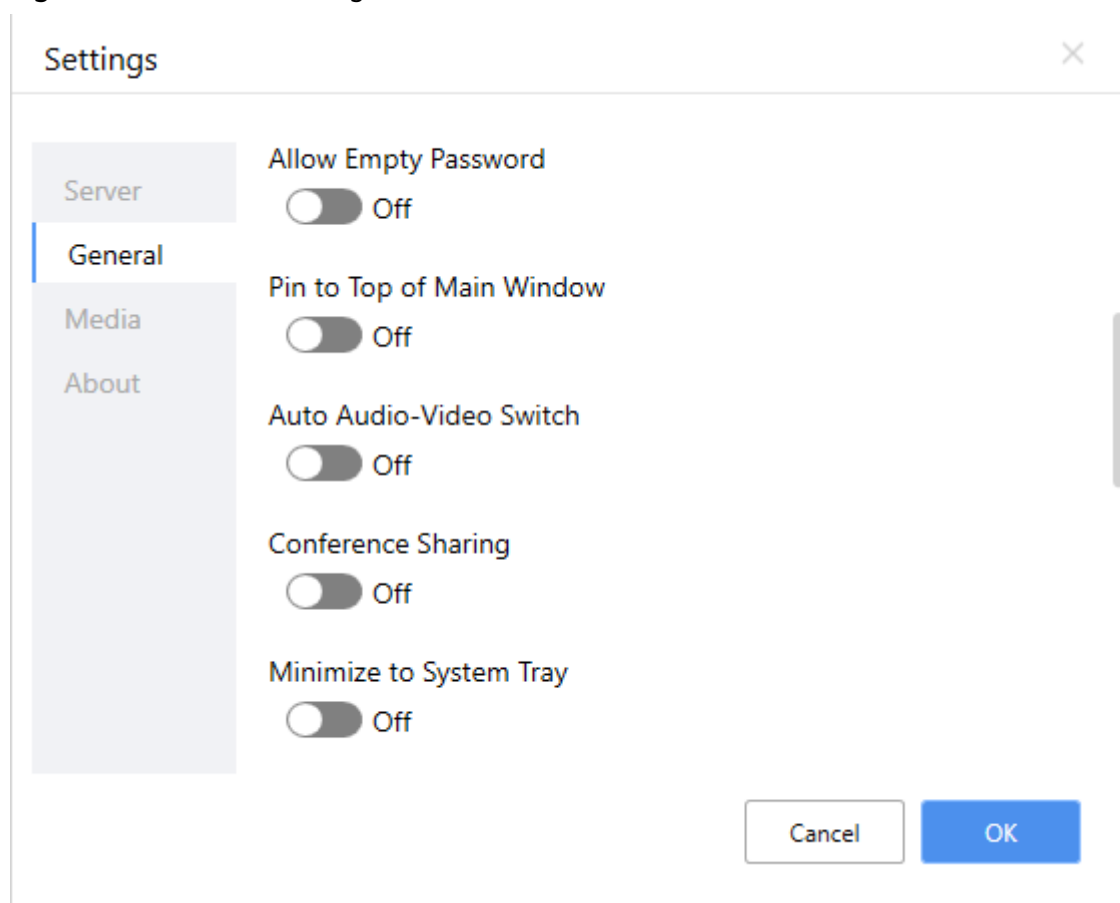 Settings
Server
General
Media
About
Allow Empty Password
Off
Pin to Top of Main Window
Off
Auto Audio-Video Switch
Off
Conference Sharing
Off
Minimize to System Tray
Off
Cancel
OK